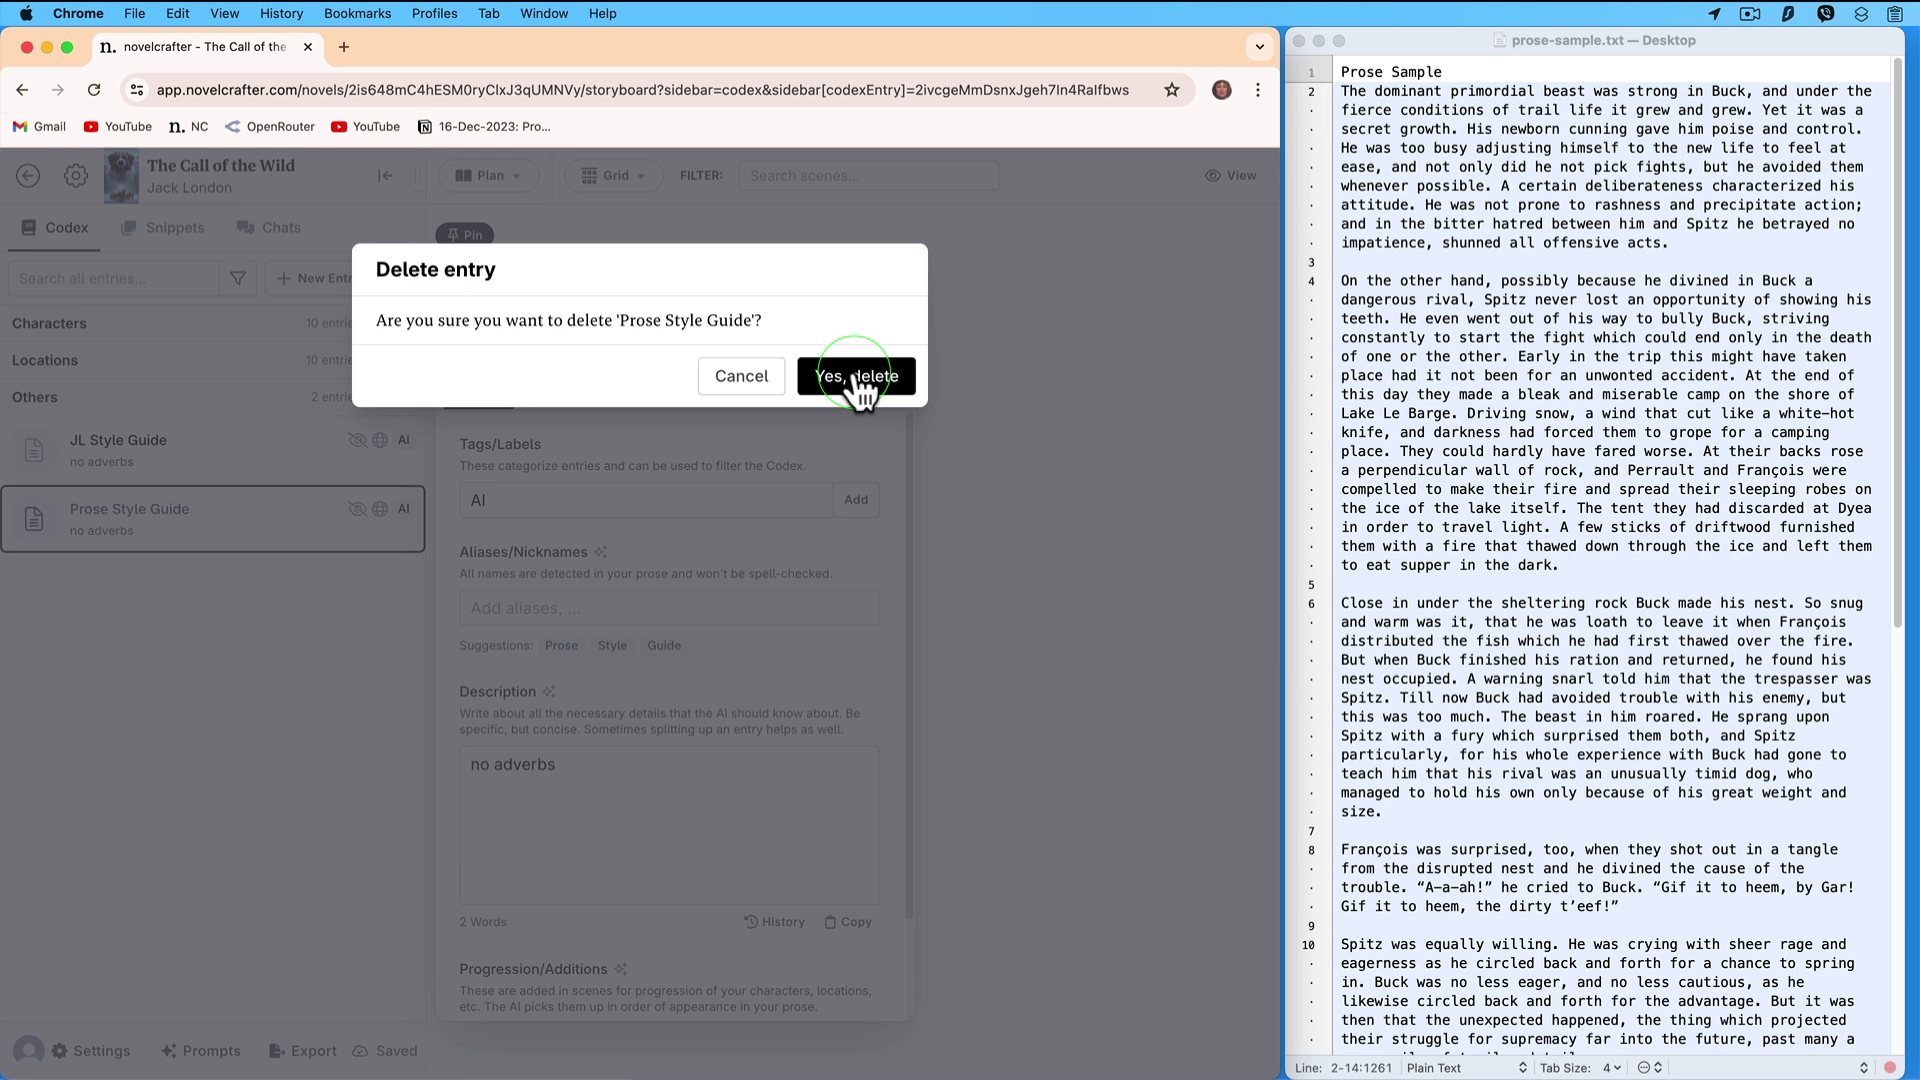 Chrome File Edit View History Bookmarks Profiles Tab Window Help
n. novelcrafter - The Call of the
app.novelcrafter.com/novels/2is648mC4hESM0ryClxJ3qUMNVy/storyboard?sidebar=codex&sidebar[codexEntry]=2ivcgeMmDsnxJgeh7In4Ralfbws
Gmail YouTube n. NC OpenRouter YouTube 16-Dec-2023: Pro...
The Call of the Wild
Jack London
Plan Grid FILTER: Search scenes... View
Codex Snippets Chats
Pin
Search all entries... New Entr
Characters 10 entrie
Locations 10 entrie
Others 2 entrie
JL Style Guide AI
no adverbs
Prose Style Guide AI
no adverbs
Delete entry
Are you sure you want to delete 'Prose Style Guide'?
Cancel Yes, delete
Tags/Labels
These categorize entries and can be used to filter the Codex.
AI Add
Aliases/Nicknames
All names are detected in your prose and won't be spell-checked.
Add aliases, ...
Suggestions: Prose Style Guide
Description
Write about all the necessary details that the AI should know about. Be
specific, but concise. Sometimes splitting up an entry helps as well.
no adverbs
2 Words History Copy
Progression/Additions
These are added in scenes for progression of your characters, locations,
etc. The AI picks them up in order of appearance in your prose.
Settings Prompts Export Saved
prose-sample.txt — Desktop
1 Prose Sample
2 The dominant primordial beast was strong in Buck, and under the
fierce conditions of trail life it grew and grew. Yet it was a
secret growth. His newborn cunning gave him poise and control.
He was too busy adjusting himself to the new life to feel at
ease, and not only did he not pick fights, but he avoided them
whenever possible. A certain deliberateness characterized his
attitude. He was not prone to rashness and precipitate action;
and in the bitter hatred between him and Spitz he betrayed no
impatience, shunned all offensive acts.
3
4 On the other hand, possibly because he divined in Buck a
dangerous rival, Spitz never lost an opportunity of showing his
teeth. He even went out of his way to bully Buck, striving
constantly to start the fight which could end only in the death
of one or the other. Early in the trip this might have taken
place had it not been for an unwonted accident. At the end of
this day they made a bleak and miserable camp on the shore of
Lake Le Barge. Driving snow, a wind that cut like a white-hot
knife, and darkness had forced them to grope for a camping
place. They could hardly have fared worse. At their backs rose
a perpendicular wall of rock, and Perrault and François were
compelled to make their fire and spread their sleeping robes on
the ice of the lake itself. The tent they had discarded at Dyea
in order to travel light. A few sticks of driftwood furnished
them with a fire that thawed down through the ice and left them
to eat supper in the dark.
5
6 Close in under the sheltering rock Buck made his nest. So snug
and warm was it, that he was loath to leave it when François
distributed the fish which he had first thawed over the fire.
But when Buck finished his ration and returned, he found his
nest occupied. A warning snarl told him that the trespasser was
Spitz. Till now Buck had avoided trouble with his enemy, but
this was too much. The beast in him roared. He sprang upon
Spitz with a fury which surprised them both, and Spitz
particularly, for his whole experience with Buck had gone to
teach him that his rival was an unusually timid dog, who
managed to hold his own only because of his great weight and
size.
7
8 François was surprised, too, when they shot out in a tangle
from the disrupted nest and he divined the cause of the
trouble. “A-a-ah!” he cried to Buck. “Gif it to heem, by Gar!
Gif it to heem, the dirty t’eef!”
9
10 Spitz was equally willing. He was crying with sheer rage and
eagerness as he circled back and forth for a chance to spring
in. Buck was no less eager, and no less cautious, as he
likewise circled back and forth for the advantage. But it was
then that the unexpected happened, the thing which projected
their struggle for supremacy far into the future, past many a
Line: 2-14:1261 Plain Text Tab Size: 4